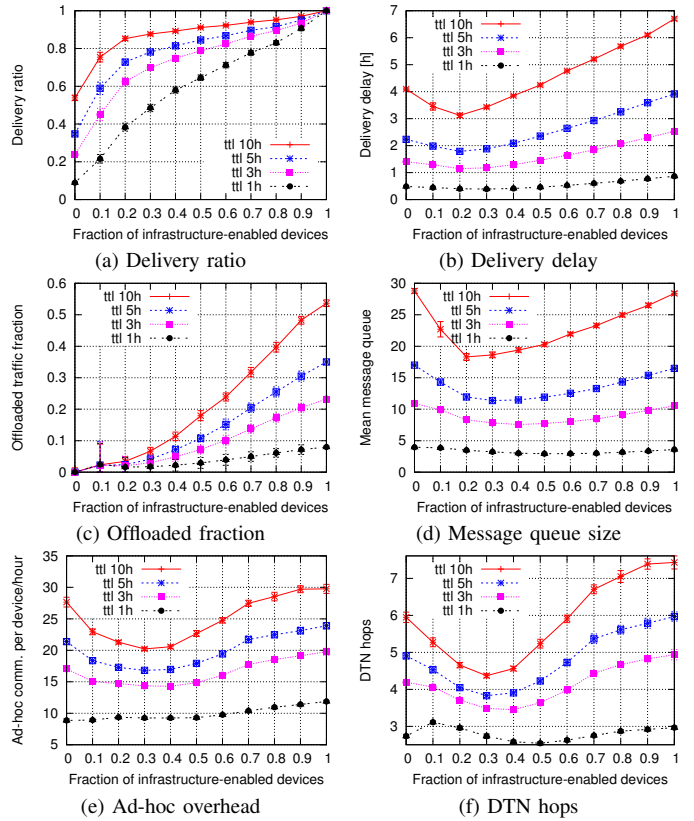 1
0.8
0.6
0.4
0.2
0
Delivery ratio
ttl 10h
ttl 5h
ttl 3h
ttl 1h
0 0.1 0.2 0.3 0.4 0.5 0.6 0.7 0.8 0.9 1
Fraction of infrastructure-enabled devices
(a) Delivery ratio
7
6
5
4
3
2
1
0
Delivery delay [h]
ttl 10h
ttl 5h
ttl 3h
ttl 1h
0 0.1 0.2 0.3 0.4 0.5 0.6 0.7 0.8 0.9 1
Fraction of infrastructure-enabled devices
(b) Delivery delay
0.6
0.5
0.4
0.3
0.2
0.1
0
Offloaded traffic fraction
ttl 10h
ttl 5h
ttl 3h
ttl 1h
0 0.1 0.2 0.3 0.4 0.5 0.6 0.7 0.8 0.9 1
Fraction of infrastructure-enabled devices
(c) Offloaded fraction
30
25
20
15
10
5
0
Mean message queue
ttl 10h
ttl 5h
ttl 3h
ttl 1h
0 0.1 0.2 0.3 0.4 0.5 0.6 0.7 0.8 0.9 1
Fraction of infrastructure-enabled devices
(d) Message queue size
35
30
25
20
15
10
5
Ad-hoc comm. per device/hour
ttl 10h
ttl 5h
ttl 3h
ttl 1h
0 0.1 0.2 0.3 0.4 0.5 0.6 0.7 0.8 0.9 1
Fraction of infrastructure-enabled devices
(e) Ad-hoc overhead
7
6
5
4
3
DTN hops
ttl 10h
ttl 5h
ttl 3h
ttl 1h
0 0.1 0.2 0.3 0.4 0.5 0.6 0.7 0.8 0.9 1
Fraction of infrastructure-enabled devices
(f) DTN hops